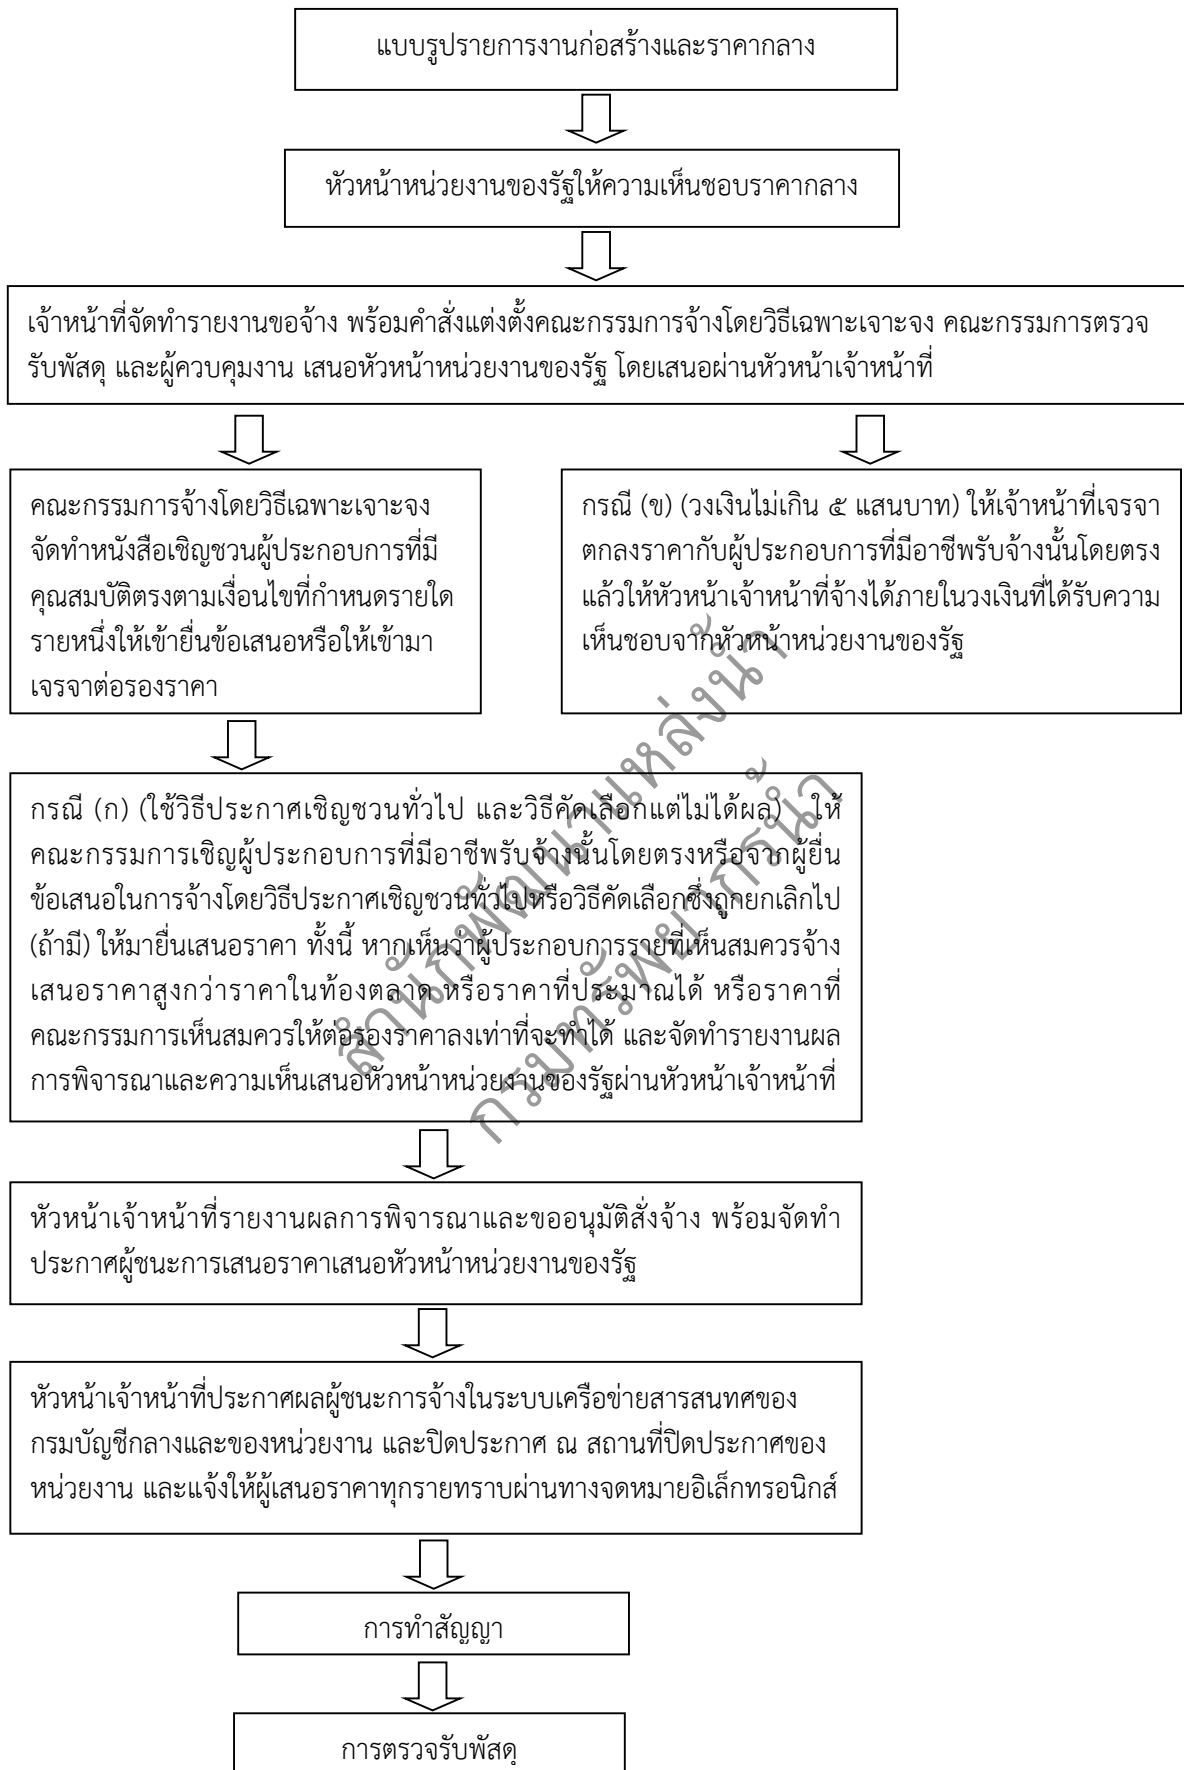 แบบรูปรายการงานก่อสร้างและราคากลาง
หัวหน้าหน่วยงานของรัฐให้ความเห็นชอบราคากลาง
เจ้าหน้าที่จัดทำรายงานขอจ้าง พร้อมคำสั่งแต่งตั้งคณะกรรมการจ้างโดยวิธีเฉพาะเจาะจง คณะกรรมการตรวจ
รับพัสดุ และผู้ควบคุมงาน เสนอหัวหน้าหน่วยงานของรัฐ โดยเสนอผ่านหัวหน้าเจ้าหน้าที่
คณะกรรมการจ้างโดยวิธีเฉพาะเจาะจง
จัดทำหนังสือเชิญชวนผู้ประกอบการที่มี
คุณสมบัติตรงตามเงื่อนไขที่กำหนดรายใด
รายหนึ่งให้เข้ายื่นข้อเสนอหรือให้เข้ามา
เจรจาต่อรองราคา
กรณี (ข) (วงเงินไม่เกิน ๕ แสนบาท) ให้เจ้าหน้าที่เจรจา
ตกลงราคากับผู้ประกอบการที่มีอาชีพรับจ้างนั้นโดยตรง
แล้วให้หัวหน้าเจ้าหน้าที่จ้างได้ภายในวงเงินที่ได้รับความ
เห็นชอบจากหัวหน้าหน่วยงานของรัฐ
กรณี (ก) (ใช้วิธีประกาศเชิญชวนทั่วไป และวิธีคัดเลือกแต่ไม่ได้ผล) ให้
คณะกรรมการเชิญผู้ประกอบการที่มีอาชีพรับจ้างนั้นโดยตรงหรือจากผู้ยื่น
ข้อเสนอในการจ้างโดยวิธีประกาศเชิญชวนทั่วไปหรือวิธีคัดเลือกซึ่งถูกยกเลิกไป
(ถ้ามี) ให้มายื่นเสนอราคา ทั้งนี้ หากเห็นว่าผู้ประกอบการรายที่เห็นสมควรจ้าง
เสนอราคาสูงกว่าราคาในท้องตลาด หรือราคาที่ประมาณได้ หรือราคาที่
คณะกรรมการเห็นสมควรให้ต่อรองราคาลงเท่าที่จะทำได้ และจัดทำรายงานผล
การพิจารณาและความเห็นเสนอหัวหน้าหน่วยงานของรัฐผ่านหัวหน้าเจ้าหน้าที่
สำนักพัฒนาแหล่งน้ำ
กรมทรัพยากรน้ำ
หัวหน้าเจ้าหน้าที่รายงานผลการพิจารณาและขออนุมัติสั่งจ้าง พร้อมจัดทำ
ประกาศผู้ชนะการเสนอราคาเสนอหัวหน้าหน่วยงานของรัฐ
หัวหน้าเจ้าหน้าที่ประกาศผลผู้ชนะการจ้างในระบบเครือข่ายสารสนทศของ
กรมบัญชีกลางและของหน่วยงาน และปิดประกาศ ณ สถานที่ปิดประกาศของ
หน่วยงาน และแจ้งให้ผู้เสนอราคาทุกรายทราบผ่านทางจดหมายอิเล็กทรอนิกส์
การทำสัญญา
การตรวจรับพัสดุ